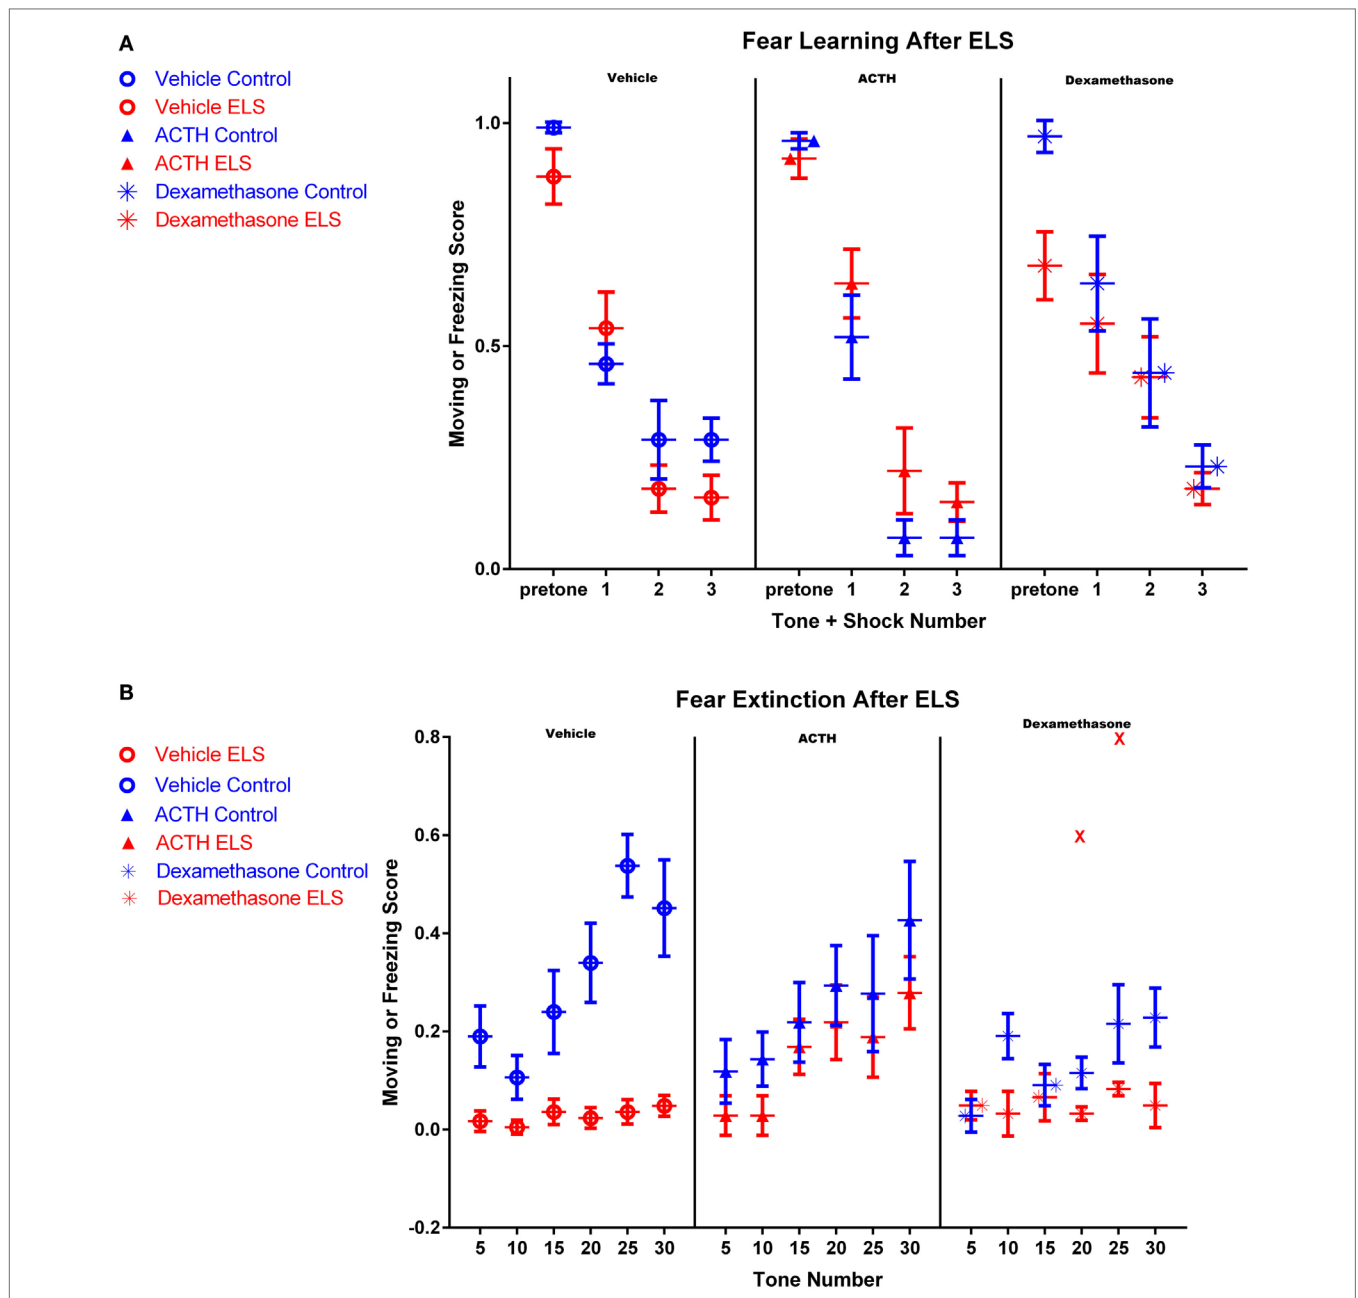 A
Fear Learning After ELS
Vehicle Control
Vehicle ELS
ACTH Control
ACTH ELS
Dexamethasone Control
Dexamethasone ELS
Vehicle
ACTH
Dexamethasone
Moving or Freezing Score
1.0
0.5
0.0
pretone 1 2 3 pretone 1 2 3 pretone 1 2 3
Tone + Shock Number
B
Fear Extinction After ELS
Vehicle ELS
Vehicle Control
ACTH Control
ACTH ELS
Dexamethasone Control
Dexamethasone ELS
Vehicle
ACTH
Dexamethasone
X
X
Moving or Freezing Score
0.8
0.6
0.4
0.2
0.0
-0.2
5 10 15 20 25 30 5 10 15 20 25 30 5 10 15 20 25 30
Tone Number